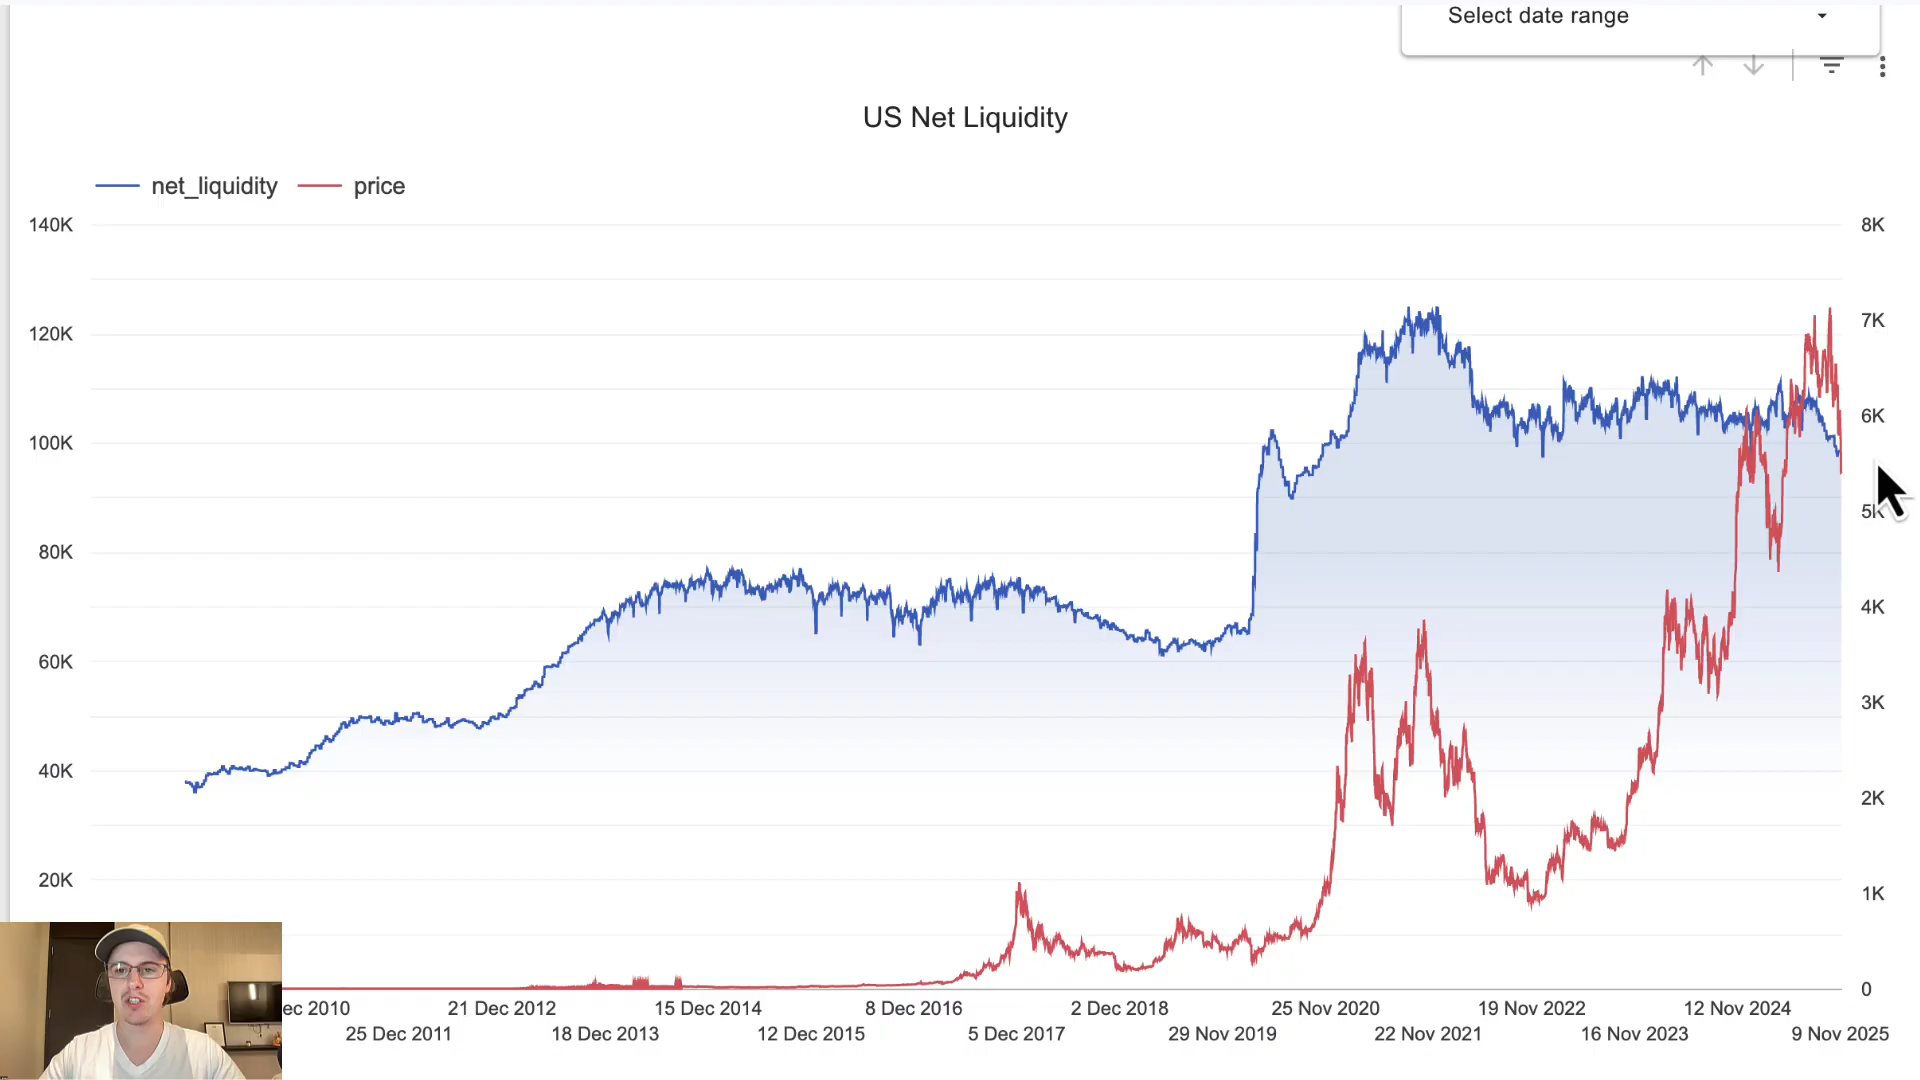 Select date range
US Net Liquidity
net_liquidity price
140K 8K
120K 7K
100K 6K
80K 5K
60K 4K
40K 3K
20K 2K
1K
0
ec 2010 21 Dec 2012 15 Dec 2014 8 Dec 2016 2 Dec 2018 25 Nov 2020 19 Nov 2022 12 Nov 2024
25 Dec 2011 18 Dec 2013 12 Dec 2015 5 Dec 2017 29 Nov 2019 22 Nov 2021 16 Nov 2023 9 Nov 2025